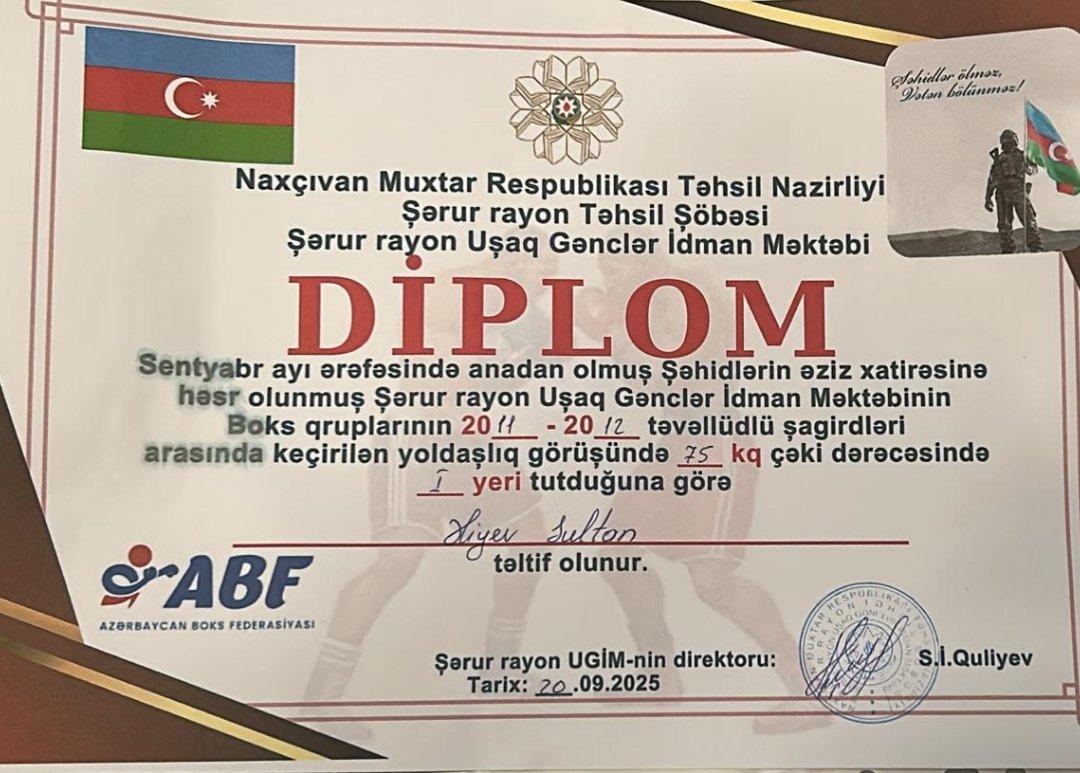 Şəhidlər ölməz,
Vətən bölünməz!
Naxçıvan Muxtar Respublikası Təhsil Nazirliyi
Şərur rayon Təhsil Şöbəsi
Şərur rayon Uşaq Gənclər İdman Məktəbi
DİPLOM
Sentyabr ayı ərəfəsində anadan olmuş Şəhidlərin əziz xatirəsinə
həsr olunmuş Şərur rayon Uşaq Gənclər İdman Məktəbinin
Boks qruplarının 2011 - 2012 təvəllüdlü şagirdləri
arasında keçirilən yoldaşlıq görüşündə 75 kq çəki dərəcəsində
I yeri tutduğuna görə
Əliyev Sultan
təltif olunur.
ABF
AZƏRBAYCAN BOKS FEDERASİYASI
Şərur rayon UGİM-nin direktoru: S.İ.Quliyev
Tarix: 20.09.2025